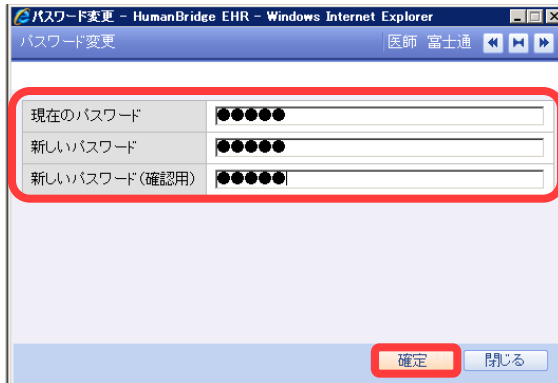 パスワード変更 - HumanBridge EHR - Windows Internet Explorer
パスワード変更 医師 富士通
現在のパスワード ●●●●●
新しいパスワード ●●●●●
新しいパスワード(確認用) ●●●●●
確定 閉じる